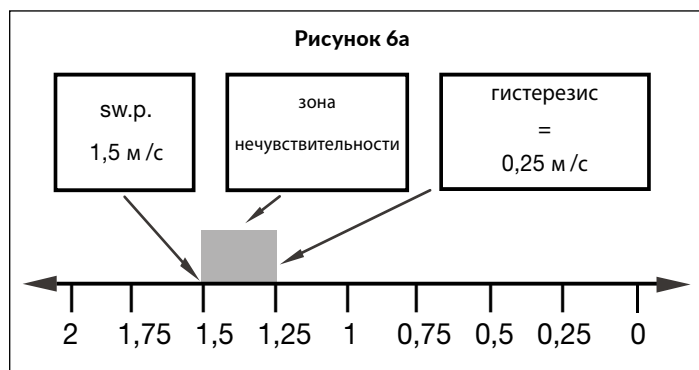 Рисунок 6а
sw.p.
1,5 м /с
зона
нечувствительности
гистерезис
=
0,25 м /с
2 1,75 1,5 1,25 1 0,75 0,5 0,25 0